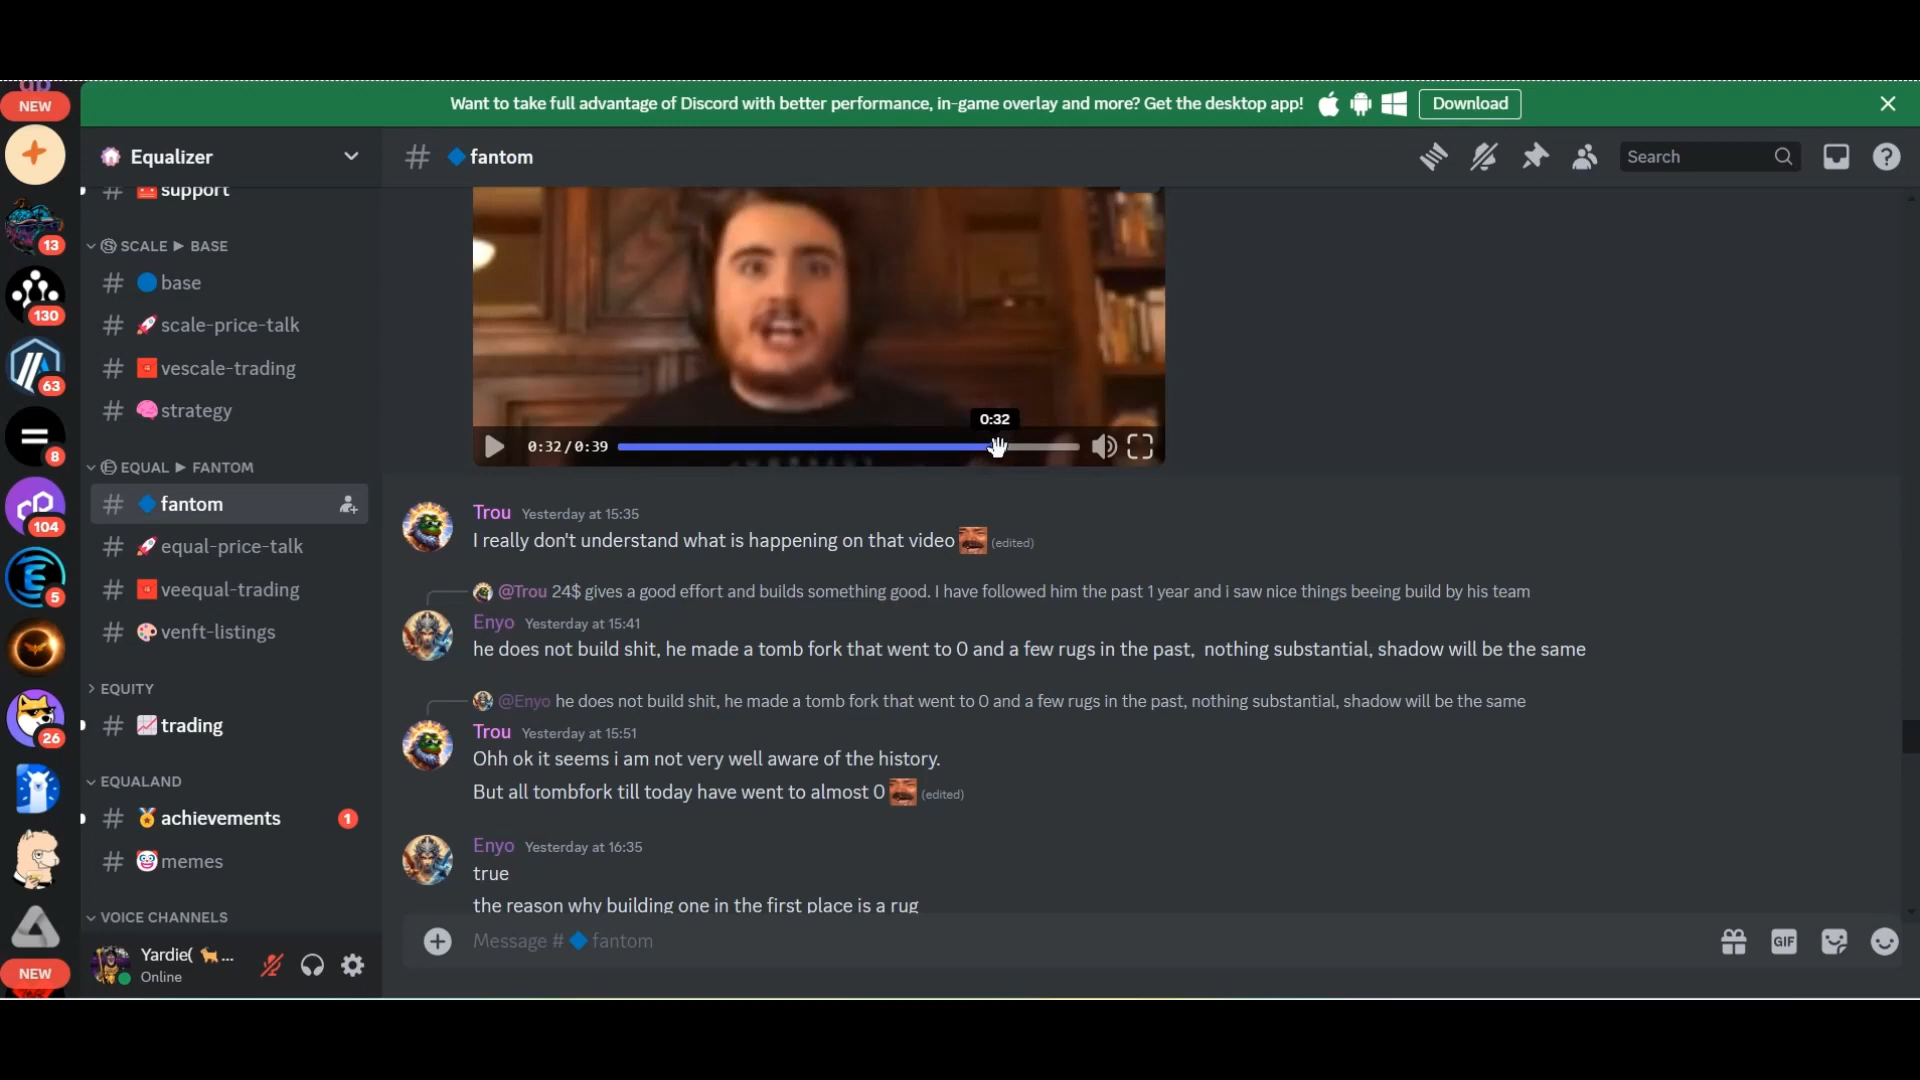 NEW
Want to take full advantage of Discord with better performance, in-game overlay and more? Get the desktop app!
Download
13
130
63
8
104
5
26
NEW
Equalizer
support
SCALE ► BASE
base
scale-price-talk
vescale-trading
strategy
EQUAL ► FANTOM
fantom
equal-price-talk
veequal-trading
venft-listings
EQUITY
trading
EQUALAND
achievements
1
memes
VOICE CHANNELS
Yardie( ...
Online
fantom
Search
0:32
0:32/0:39
Trou Yesterday at 15:35
I really don't understand what is happening on that video (edited)
@Trou 24$ gives a good effort and builds something good. I have followed him the past 1 year and i saw nice things beeing build by his team
Enyo Yesterday at 15:41
he does not build shit, he made a tomb fork that went to 0 and a few rugs in the past, nothing substantial, shadow will be the same
@Enyo he does not build shit, he made a tomb fork that went to 0 and a few rugs in the past, nothing substantial, shadow will be the same
Trou Yesterday at 15:51
Ohh ok it seems i am not very well aware of the history.
But all tombfork till today have went to almost 0 (edited)
Enyo Yesterday at 16:35
true
the reason why building one in the first place is a rug
Message # fantom
GIF